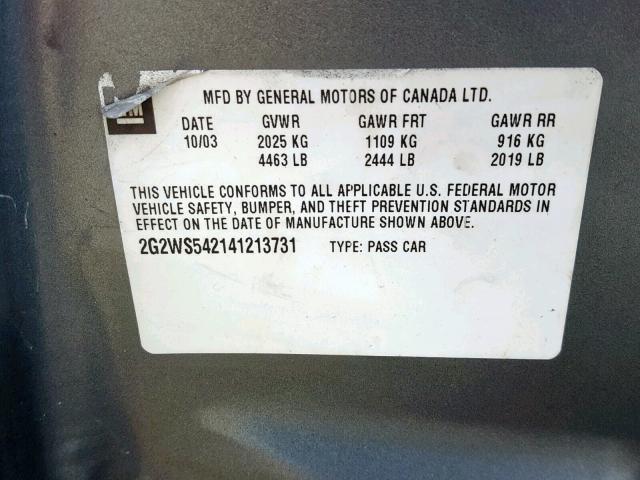 MFD BY GENERAL MOTORS OF CANADA LTD.
DATE GVWR GAWR FRT GAWR RR
10/03 2025 KG 1109 KG 916 KG
4463 LB 2444 LB 2019 LB
THIS VEHICLE CONFORMS TO ALL APPLICABLE U.S. FEDERAL MOTOR
VEHICLE SAFETY, BUMPER, AND THEFT PREVENTION STANDARDS IN
EFFECT ON THE DATE OF MANUFACTURE SHOWN ABOVE.
2G2WS542141213731 TYPE: PASS CAR